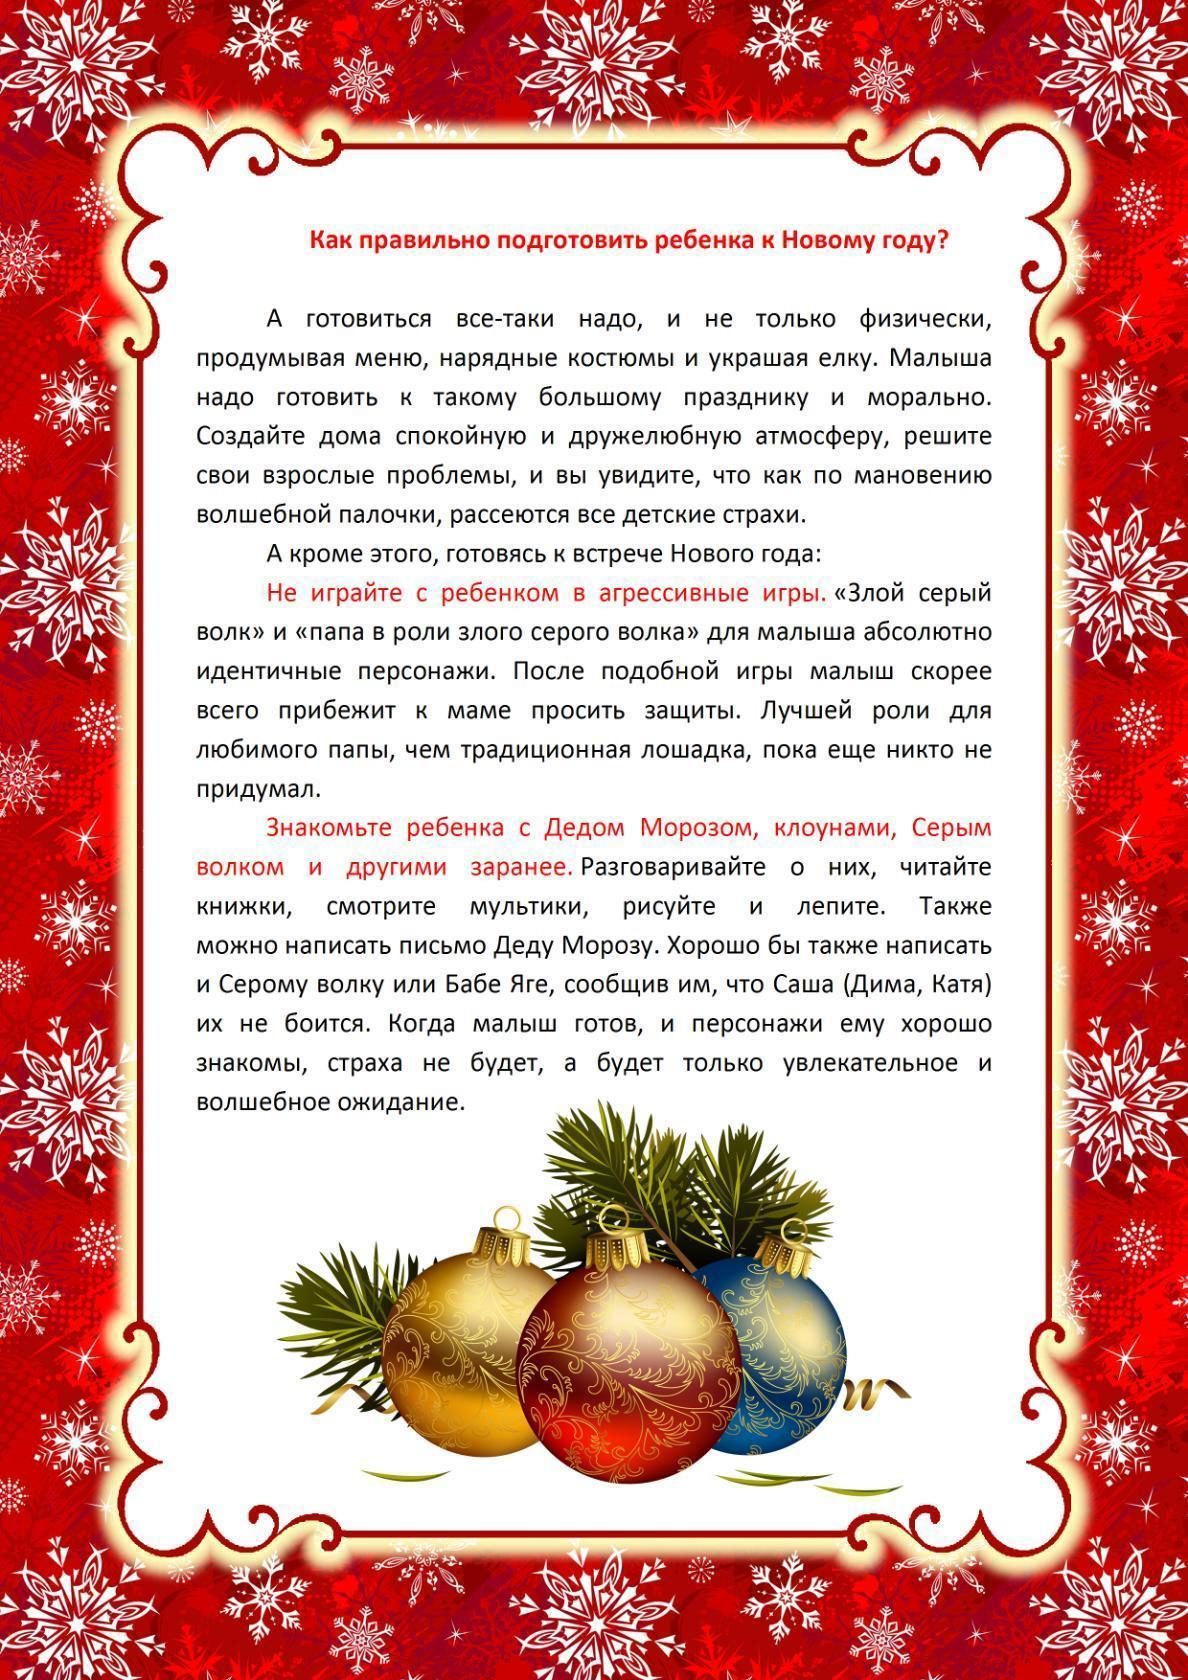 Как правильно подготовить ребенка к Новому году?
А готовиться все-таки надо, и не только физически,
продумывая меню, нарядные костюмы и украшая елку. Малыша
надо готовить к такому большому празднику и морально.
Создайте дома спокойную и дружелюбную атмосферу, решите
свои взрослые проблемы, и вы увидите, что как по мановению
волшебной палочки, рассеются все детские страхи.
А кроме этого, готовясь к встрече Нового года:
Не играйте с ребенком в агрессивные игры. «Злой серый
волк» и «папа в роли злого серого волка» для малыша абсолютно
идентичные персонажи. После подобной игры малыш скорее
всего прибежит к маме просить защиты. Лучшей роли для
любимого папы, чем традиционная лошадка, пока еще никто не
придумал.
Знакомьте ребенка с Дедом Морозом, клоунами, Серым
волком и другими заранее. Разговаривайте о них, читайте
книжки, смотрите мультики, рисуйте и лепите. Также
можно написать письмо Деду Морозу. Хорошо бы также написать
и Серому волку или Бабе Яге, сообщив им, что Саша (Дима, Катя)
их не боится. Когда малыш готов, и персонажи ему хорошо
знакомы, страха не будет, а будет только увлекательное и
волшебное ожидание.